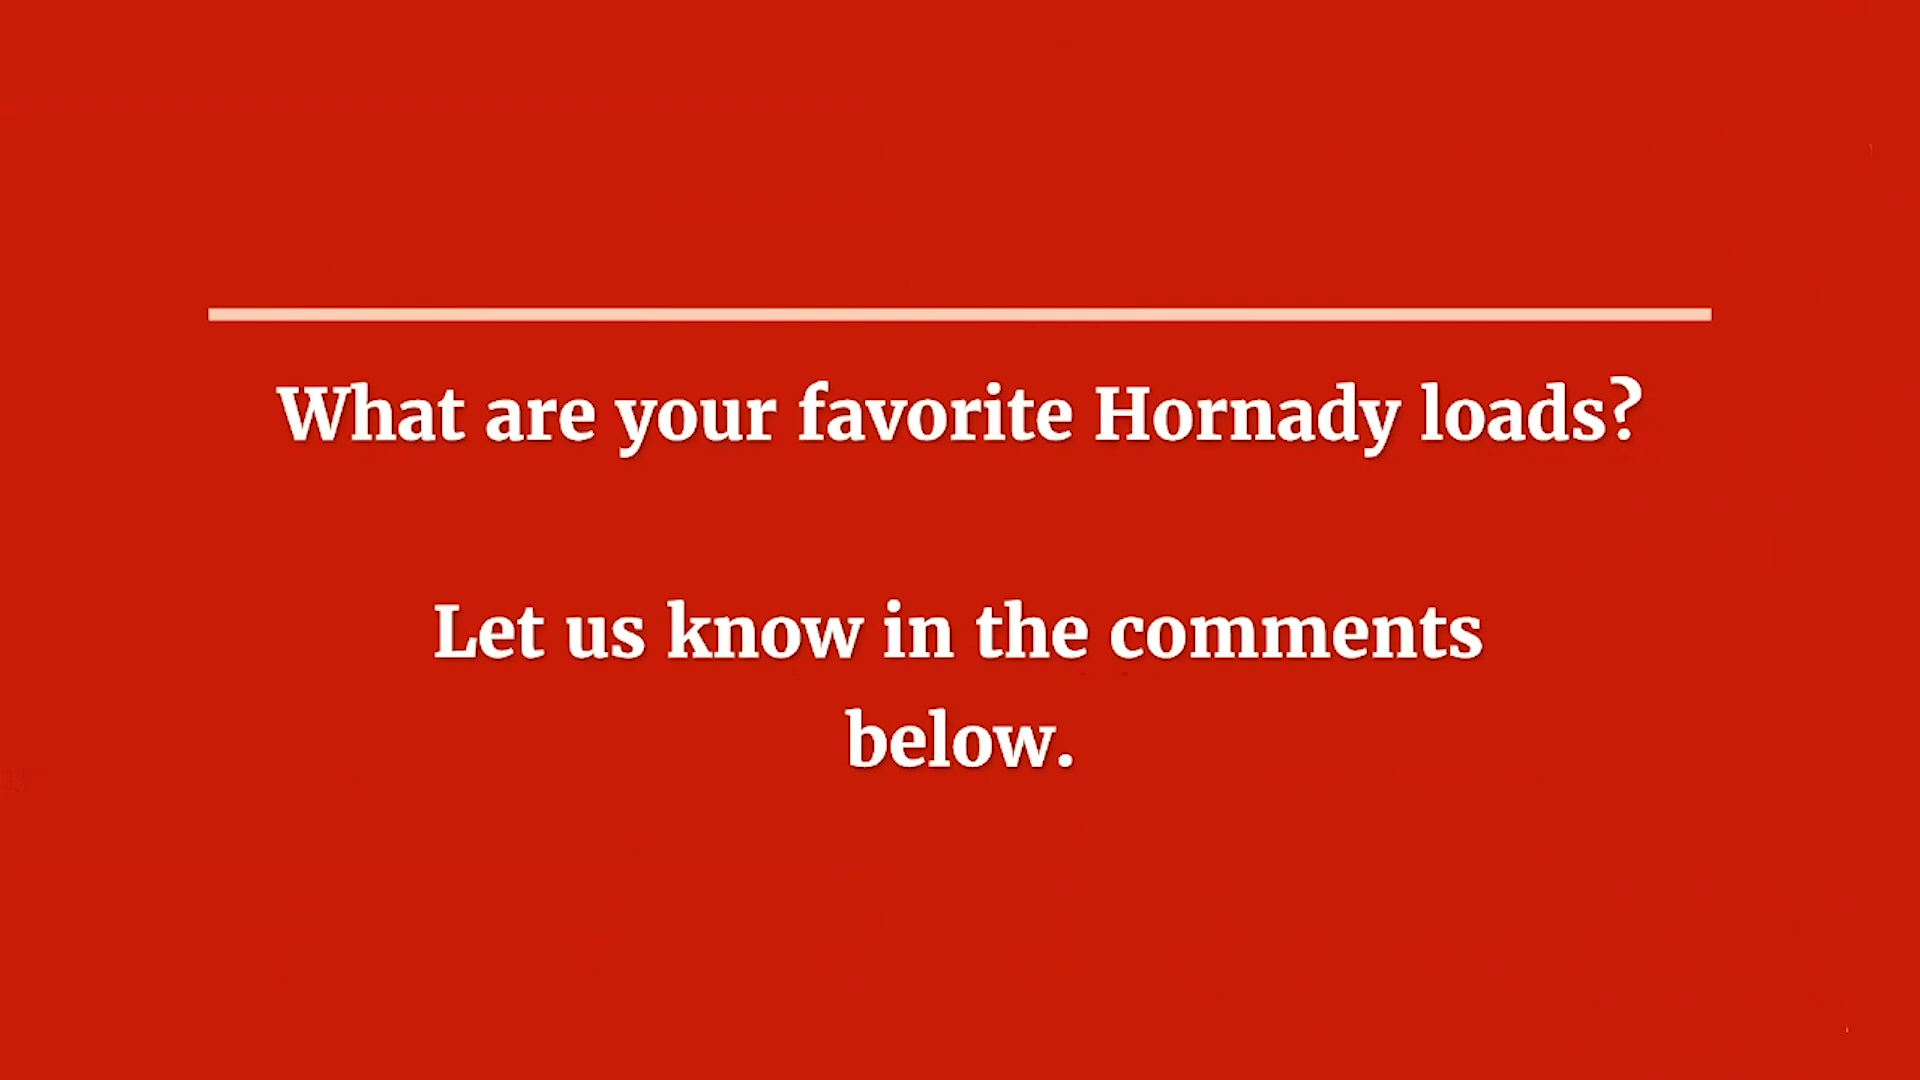 What are your favorite Hornady loads?
Let us know in the comments
below.